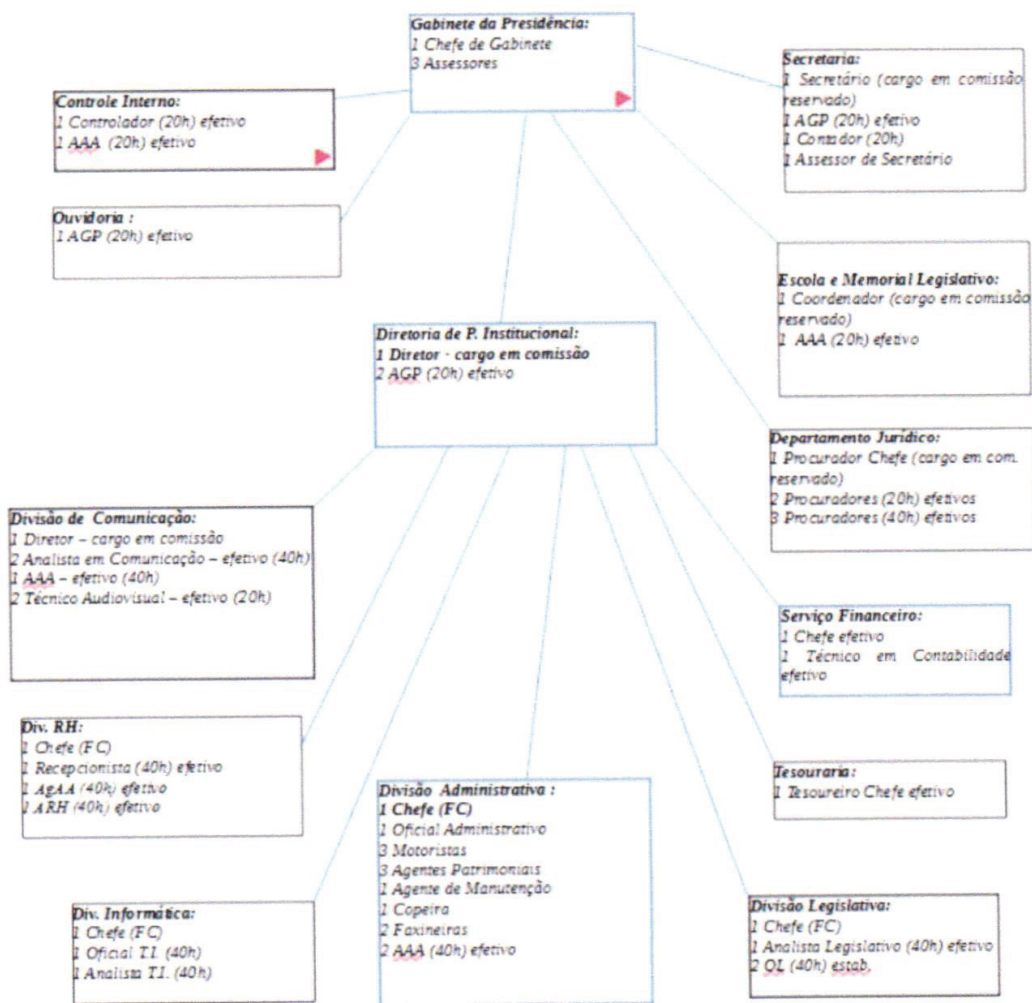 Gabinete da Presidência:
1 Chefe de Gabinete
3 Assessores
Secretaria:
1 Secretário (cargo em comissão
reservado)
1 AGP (20h) efetivo
1 Contador (20h)
1 Assessor de Secretário
Controle Interno:
1 Controlador (20h) efetivo
1 AAA (20h) efetivo
Ouvidoria :
1 AGP (20h) efetivo
Escola e Memorial Legislativo:
1 Coordenador (cargo em comissão
reservado)
1 AAA (20h) efetivo
Diretoria de P. Institucional:
1 Diretor - cargo em comissão
2 AGP (20h) efetivo
Departamento Jurídico:
1 Procurador Chefe (cargo em com.
reservado)
2 Procuradores (20h) efetivos
3 Procuradores (40h) efetivos
Divisão de Comunicação:
1 Diretor – cargo em comissão
2 Analista em Comunicação – efetivo (40h)
1 AAA – efetivo (40h)
2 Técnico Audiovisual – efetivo (20h)
Serviço Financeiro:
1 Chefe efetivo
1 Técnico em Contabilidade
efetivo
Div. RH:
1 Chefe (FC)
1 Recepcionista (40h) efetivo
1 AgAA (40h) efetivo
1 ARH (40h) efetivo
Tesouraria:
1 Tesoureiro Chefe efetivo
Divisão Administrativa :
1 Chefe (FC)
1 Oficial Administrativo
3 Motoristas
3 Agentes Patrimoniais
1 Agente de Manutenção
1 Copeira
2 Faxineiras
2 AAA (40h) efetivo
Div. Informática:
1 Chefe (FC)
1 Oficial T.I. (40h)
1 Analista T.I. (40h)
Divisão Legislativa:
1 Chefe (FC)
1 Analista Legislativo (40h) efetivo
2 OL (40h) estab.